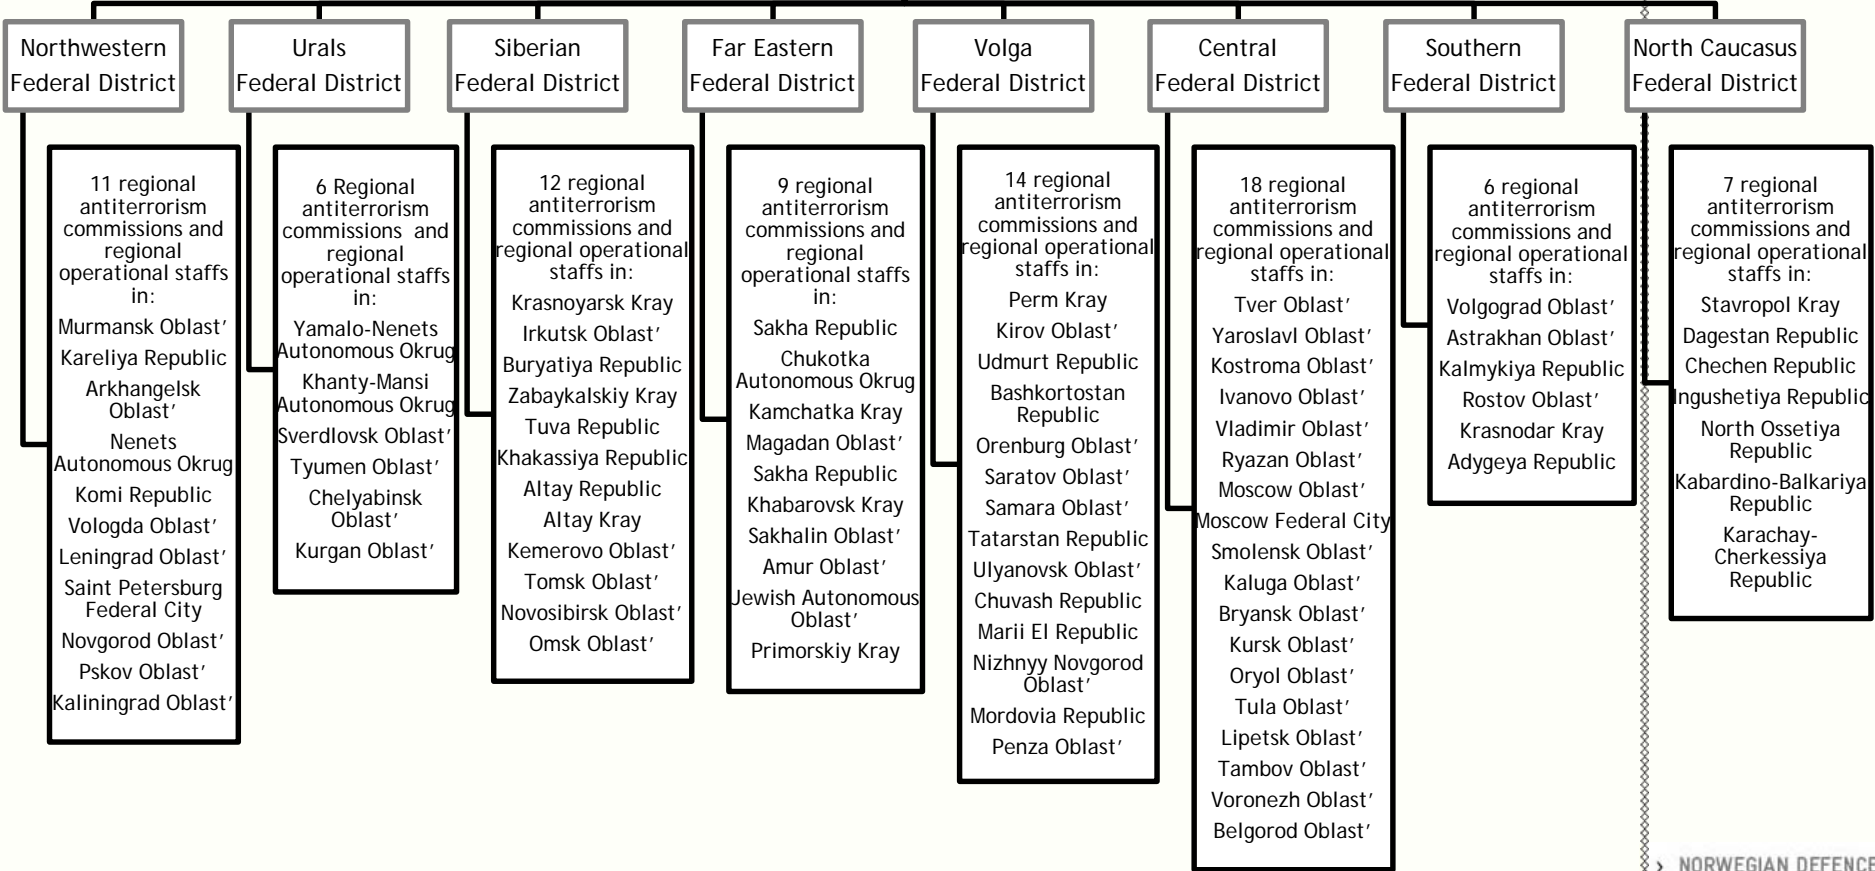 Northwestern
Federal District
Urals
Federal District
Siberian
Federal District
Far Eastern
Federal District
Volga
Federal District
Central
Federal District
Southern
Federal District
North Caucasus
Federal District
11 regional
antiterrorism
commissions and
regional
operational staffs
in:
Murmansk Oblast’
Kareliya Republic
Arkhangelsk
Oblast’
Nenets
Autonomous Okrug
Komi Republic
Vologda Oblast’
Leningrad Oblast’
Saint Petersburg
Federal City
Novgorod Oblast’
Pskov Oblast’
Kaliningrad Oblast’
6 Regional
antiterrorism
commissions and
regional
operational staffs
in:
Yamalo-Nenets
Autonomous Okrug
Khanty-Mansi
Autonomous Okrug
Sverdlovsk Oblast’
Tyumen Oblast’
Chelyabinsk
Oblast’
Kurgan Oblast’
12 regional
antiterrorism
commissions and
regional operational
staffs in:
Krasnoyarsk Kray
Irkutsk Oblast’
Buryatiya Republic
Zabaykalskiy Kray
Tuva Republic
Khakassiya Republic
Altay Republic
Altay Kray
Kemerovo Oblast’
Tomsk Oblast’
Novosibirsk Oblast’
Omsk Oblast’
9 regional
antiterrorism
commissions and
regional
operational staffs
in:
Sakha Republic
Chukotka
Autonomous Okrug
Kamchatka Kray
Magadan Oblast’
Sakha Republic
Khabarovsk Kray
Sakhalin Oblast’
Amur Oblast’
Jewish Autonomous
Oblast’
Primorskiy Kray
14 regional
antiterrorism
commissions and
regional operational
staffs in:
Perm Kray
Kirov Oblast’
Udmurt Republic
Bashkortostan
Republic
Orenburg Oblast’
Saratov Oblast’
Samara Oblast’
Tatarstan Republic
Ulyanovsk Oblast’
Chuvash Republic
Marii El Republic
Nizhnyy Novgorod
Oblast’
Mordovia Republic
Penza Oblast’
18 regional
antiterrorism
commissions and
regional operational
staffs in:
Tver Oblast’
Yaroslavl Oblast’
Kostroma Oblast’
Ivanovo Oblast’
Vladimir Oblast’
Ryazan Oblast’
Moscow Oblast’
Moscow Federal City
Smolensk Oblast’
Kaluga Oblast’
Bryansk Oblast’
Kursk Oblast’
Oryol Oblast’
Tula Oblast’
Lipetsk Oblast’
Tambov Oblast’
Voronezh Oblast’
Belgorod Oblast’
6 regional
antiterrorism
commissions and
regional operational
staffs in:
Volgograd Oblast’
Astrakhan Oblast’
Kalmykiya Republic
Rostov Oblast’
Krasnodar Kray
Adygeya Republic
7 regional
antiterrorism
commissions and
regional operational
staffs in:
Stavropol Kray
Dagestan Republic
Chechen Republic
Ingushetiya Republic
North Ossetiya
Republic
Kabardino-Balkariya
Republic
Karachay-
Cherkessiya
Republic
› NORWEGIAN DEFENCE